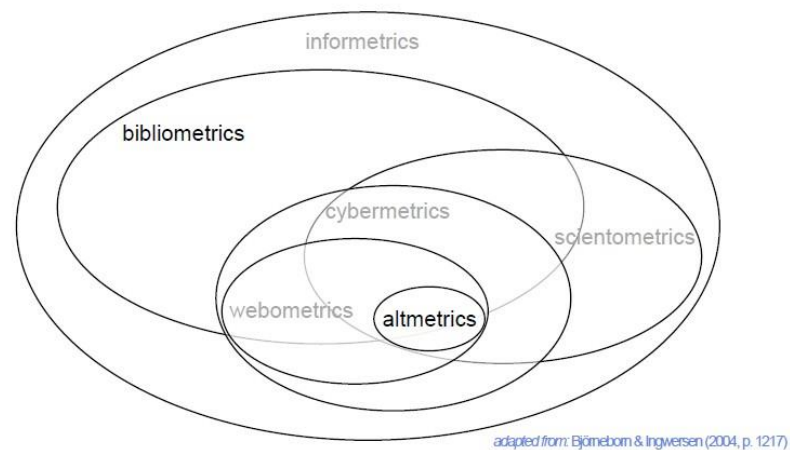 informetrics
bibliometrics
cybermetrics
scientometrics
webometrics
altmetrics
adapted from: Björneborn & Ingwersen (2004, p. 1217)